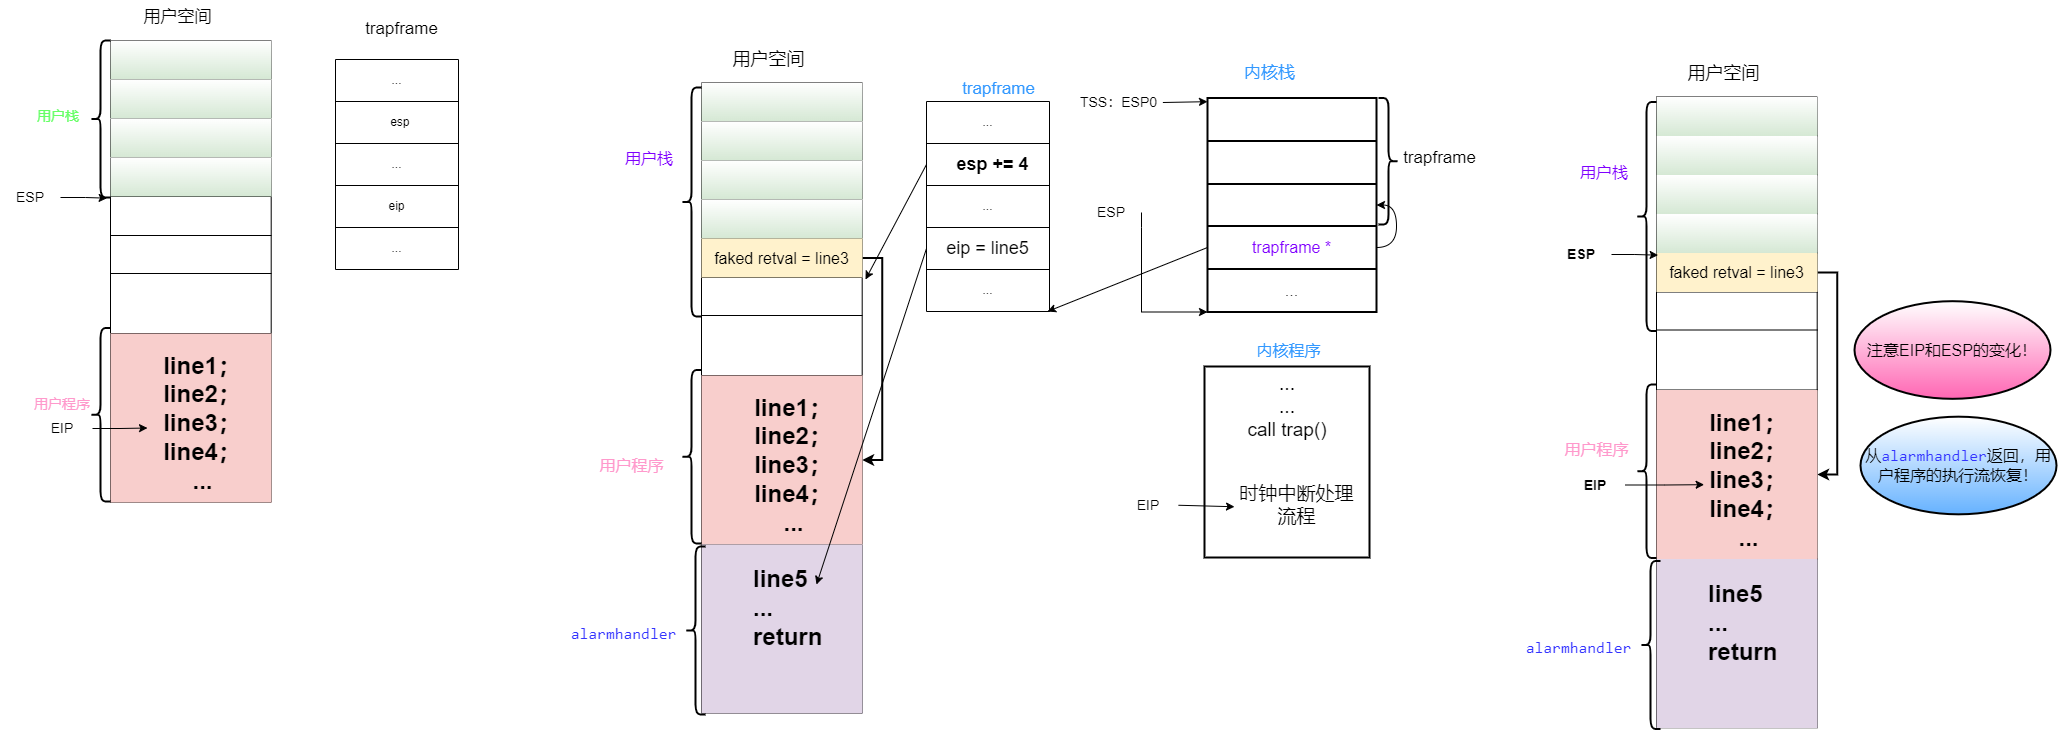 用户空间
trapframe
用户栈
ESP
...
esp
...
eip
...
用户程序
EIP
line1;
line2;
line3;
line4;
...
用户空间
用户栈
faked retval = line3
用户程序
line1;
line2;
line3;
line4;
...
alarmhandler
line5
...
return
trapframe
...
esp += 4
...
eip = line5
...
内核栈
TSS: ESP0
trapframe
ESP
trapframe *
...
内核程序
...
...
call trap()
EIP
时钟中断处理
流程
用户空间
用户栈
ESP
faked retval = line3
用户程序
EIP
line1;
line2;
line3;
line4;
...
alarmhandler
line5
...
return
注意EIP和ESP的变化!
从alarmhandler返回，用
户程序的执行流恢复!